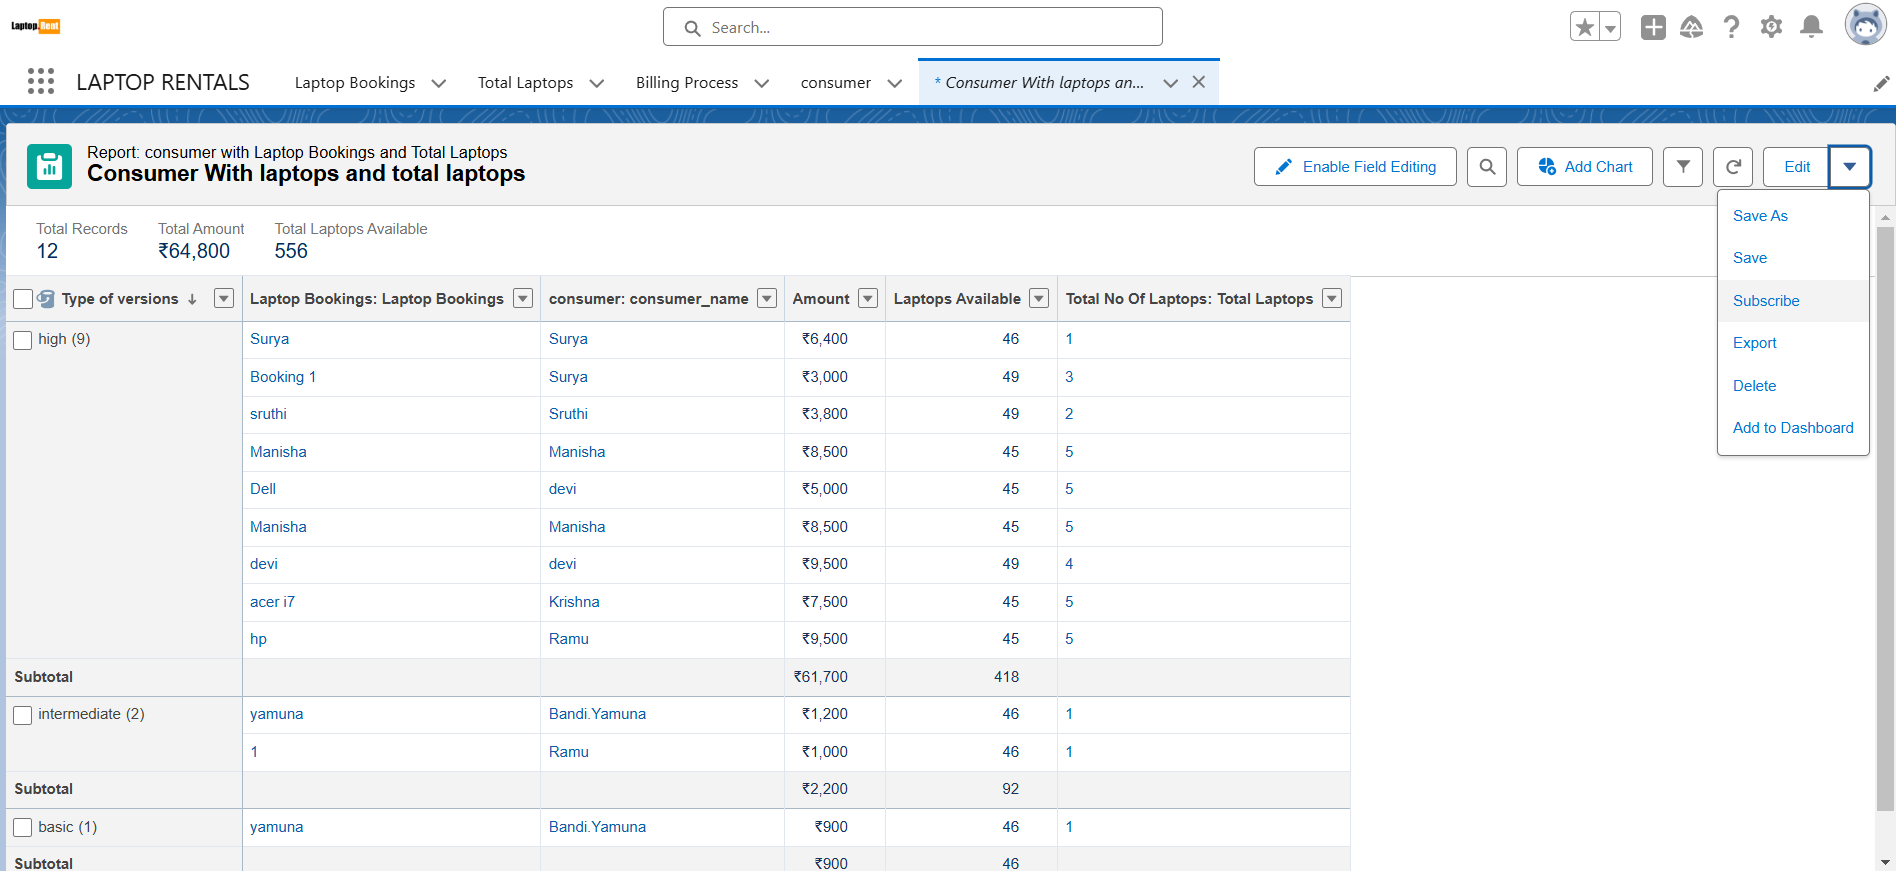 Laptop.Rent
Search...
LAPTOP RENTALS
Laptop Bookings
Total Laptops
Billing Process
consumer
* Consumer With laptops an...
Report: consumer with Laptop Bookings and Total Laptops
Consumer With laptops and total laptops
Enable Field Editing
Add Chart
Edit
Save As
Save
Subscribe
Export
Delete
Add to Dashboard
Total Records Total Amount Total Laptops Available
12 ₹64,800 556
Type of versions ↓ Laptop Bookings: Laptop Bookings consumer: consumer_name Amount Laptops Available Total No Of Laptops: Total Laptops
high (9) Surya Surya ₹6,400 46 1
Booking 1 Surya ₹3,000 49 3
sruthi Sruthi ₹3,800 49 2
Manisha Manisha ₹8,500 45 5
Dell devi ₹5,000 45 5
Manisha Manisha ₹8,500 45 5
devi devi ₹9,500 49 4
acer i7 Krishna ₹7,500 45 5
hp Ramu ₹9,500 45 5
Subtotal ₹61,700 418
intermediate (2) yamuna Bandi.Yamuna ₹1,200 46 1
1 Ramu ₹1,000 46 1
Subtotal ₹2,200 92
basic (1) yamuna Bandi.Yamuna ₹900 46 1
Subtotal ₹900 46